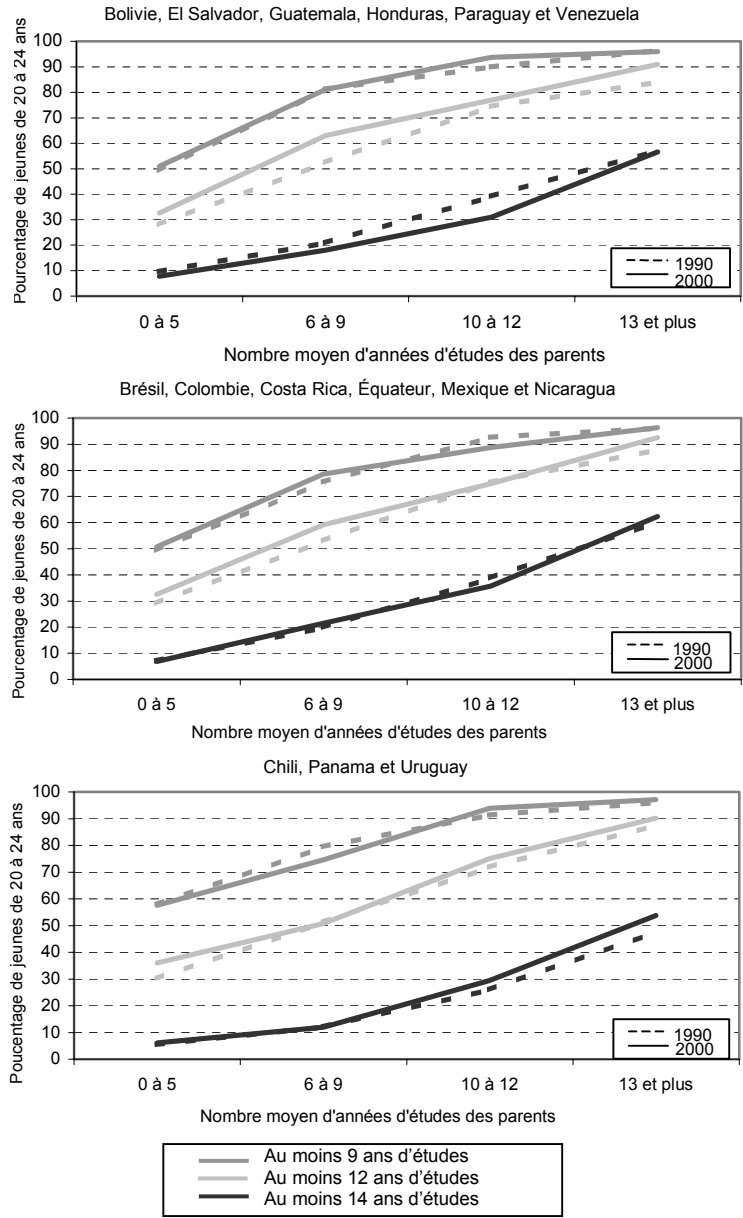 Bolivie, El Salvador, Guatemala, Honduras, Paraguay et Venezuela
Pourcentage de jeunes de 20 à 24 ans
100
90
80
70
60
50
40
30
20
10
0
1990
2000
0 à 5
6 à 9
10 à 12
13 et plus
Nombre moyen d'années d'études des parents
Brésil, Colombie, Costa Rica, Équateur, Mexique et Nicaragua
Pourcentage de jeunes de 20 à 24 ans
100
90
80
70
60
50
40
30
20
10
0
1990
2000
0 à 5
6 à 9
10 à 12
13 et plus
Nombre moyen d'années d'études des parents
Chili, Panama et Uruguay
Poucentage de jeunes de 20 à 24 ans
100
90
80
70
60
50
40
30
20
10
0
1990
2000
0 à 5
6 à 9
10 à 12
13 et plus
Nombre moyen d'années d'études des parents
Au moins 9 ans d'études
Au moins 12 ans d'études
Au moins 14 ans d'études